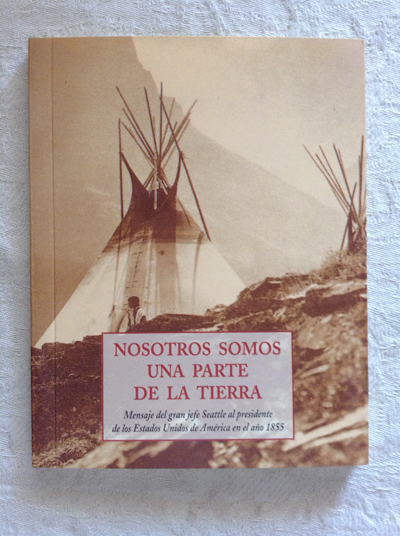 NOSOTROS SOMOS
UNA PARTE
DE LA TIERRA
Mensaje del gran jefe Seattle al presidente
de los Estados Unidos de América en el año 1855